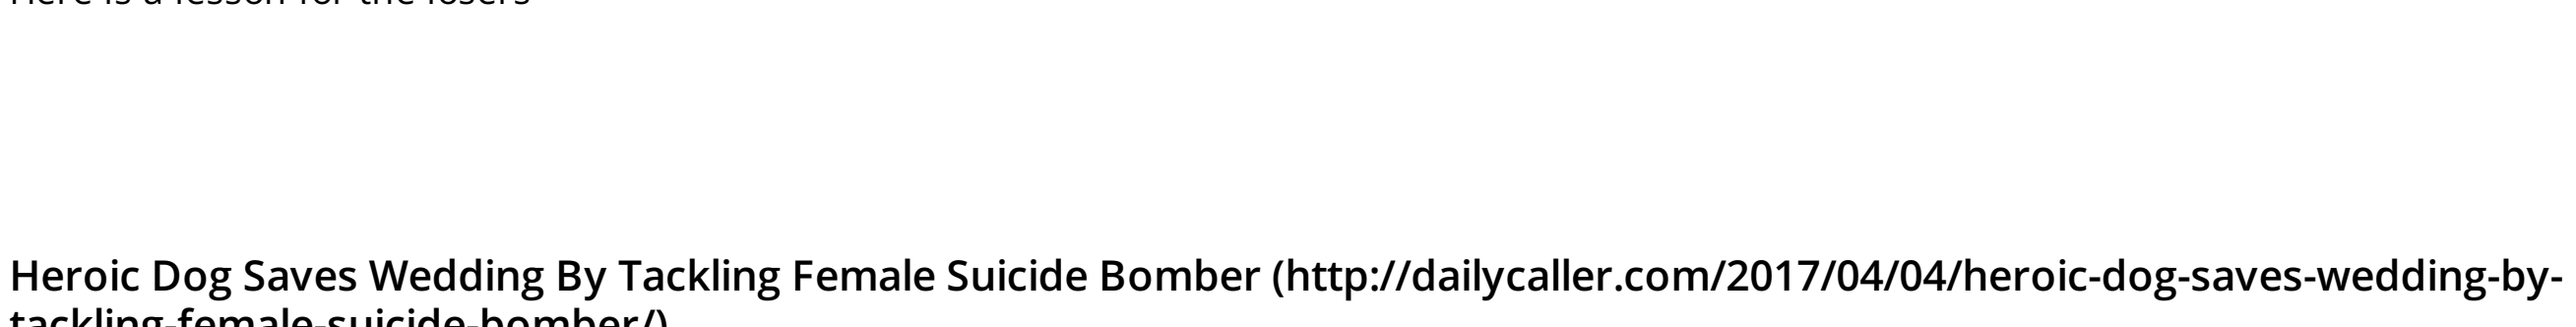 Here is a lesson for the losers
Heroic Dog Saves Wedding By Tackling Female Suicide Bomber (http://dailycaller.com/2017/04/04/heroic-dog-saves-wedding-by-
tackling-female-suicide-bomber/)